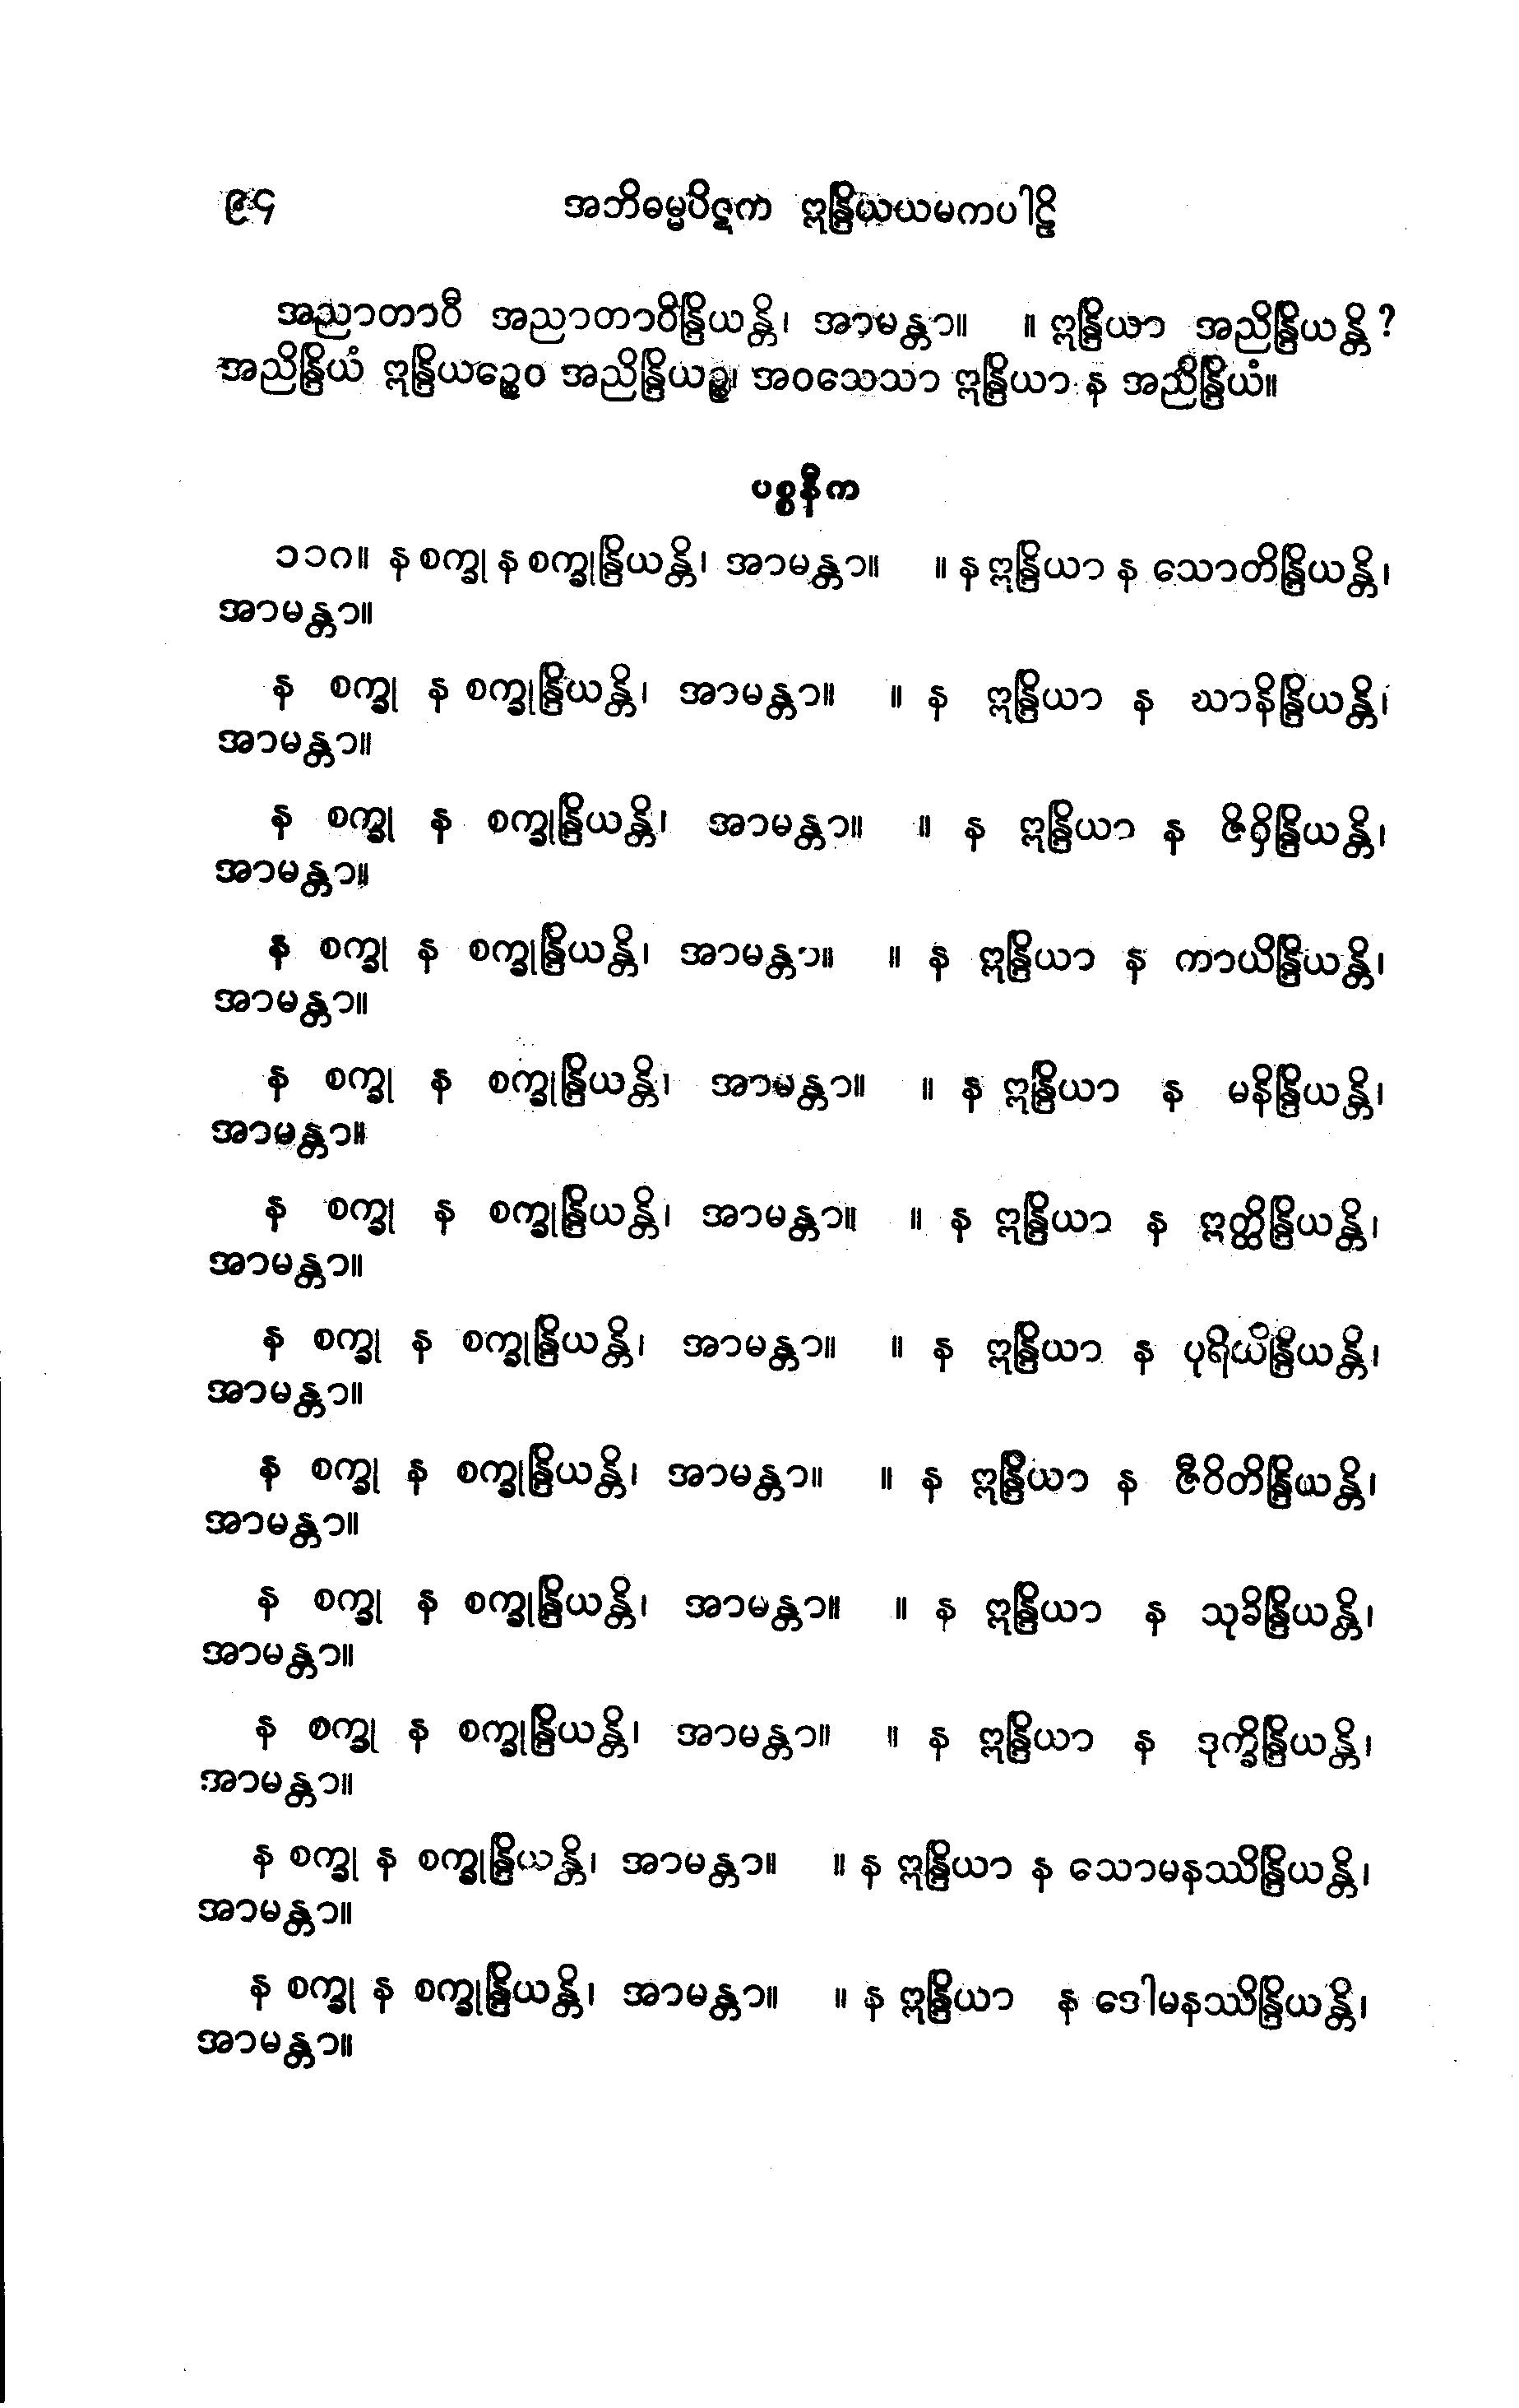 ၉၄ အဘိဓမ္မပိဋက ဣန္ဒြိယယမကပါဠိ
အညာတာဝီ အညာတာဝိန္ဒြိယန္တိ၊ အာမန္တာ။ ။ ဣန္ဒြိယာ အညိန္ဒြိယန္တိ ?
အညိန္ဒြိယံ ဣန္ဒြိယဉ္စေဝ အညိန္ဒြိယဉ္စ၊ အဝသေသာ ဣန္ဒြိယာ န အညိန္ဒြိယံ။
ပစ္စနီက
၁၁၈။ န စက္ခု န စက္ခုန္ဒြိယန္တိ၊ အာမန္တာ။ ။ န ဣန္ဒြိယာ န သောတိန္ဒြိယန္တိ၊
အာမန္တာ။
န စက္ခု န စက္ခုန္ဒြိယန္တိ၊ အာမန္တာ။ ။ န ဣန္ဒြိယာ န ဃာနိန္ဒြိယန္တိ၊
အာမန္တာ။
န စက္ခု န စက္ခုန္ဒြိယန္တိ၊ အာမန္တာ။ ။ န ဣန္ဒြိယာ န ဇိဝှိန္ဒြိယန္တိ၊
အာမန္တာ။
န စက္ခု န စက္ခုန္ဒြိယန္တိ၊ အာမန္တာ။ ။ န ဣန္ဒြိယာ န ကာယိန္ဒြိယန္တိ၊
အာမန္တာ။
န စက္ခု န စက္ခုန္ဒြိယန္တိ၊ အာမန္တာ။ ။ န ဣန္ဒြိယာ န မနိန္ဒြိယန္တိ၊
အာမန္တာ။
န စက္ခု န စက္ခုန္ဒြိယန္တိ၊ အာမန္တာ။ ။ န ဣန္ဒြိယာ န ဣတ္ထိန္ဒြိယန္တိ၊
အာမန္တာ။
န စက္ခု န စက္ခုန္ဒြိယန္တိ၊ အာမန္တာ။ ။ န ဣန္ဒြိယာ န ပုရိသိန္ဒြိယန္တိ၊
အာမန္တာ။
န စက္ခု န စက္ခုန္ဒြိယန္တိ၊ အာမန္တာ။ ။ န ဣန္ဒြိယာ န ဇီဝိတိန္ဒြိယန္တိ၊
အာမန္တာ။
န စက္ခု န စက္ခုန္ဒြိယန္တိ၊ အာမန္တာ။ ။ န ဣန္ဒြိယာ န သုခိန္ဒြိယန္တိ၊
အာမန္တာ။
န စက္ခု န စက္ခုန္ဒြိယန္တိ၊ အာမန္တာ။ ။ န ဣန္ဒြိယာ န ဒုက္ခိန္ဒြိယန္တိ၊
အာမန္တာ။
န စက္ခု န စက္ခုန္ဒြိယန္တိ၊ အာမန္တာ။ ။ န ဣန္ဒြိယာ န သောမနဿိန္ဒြိယန္တိ၊
အာမန္တာ။
န စက္ခု န စက္ခုန္ဒြိယန္တိ၊ အာမန္တာ။ ။ န ဣန္ဒြိယာ န ဒေါမနဿိန္ဒြိယန္တိ၊
အာမန္တာ။